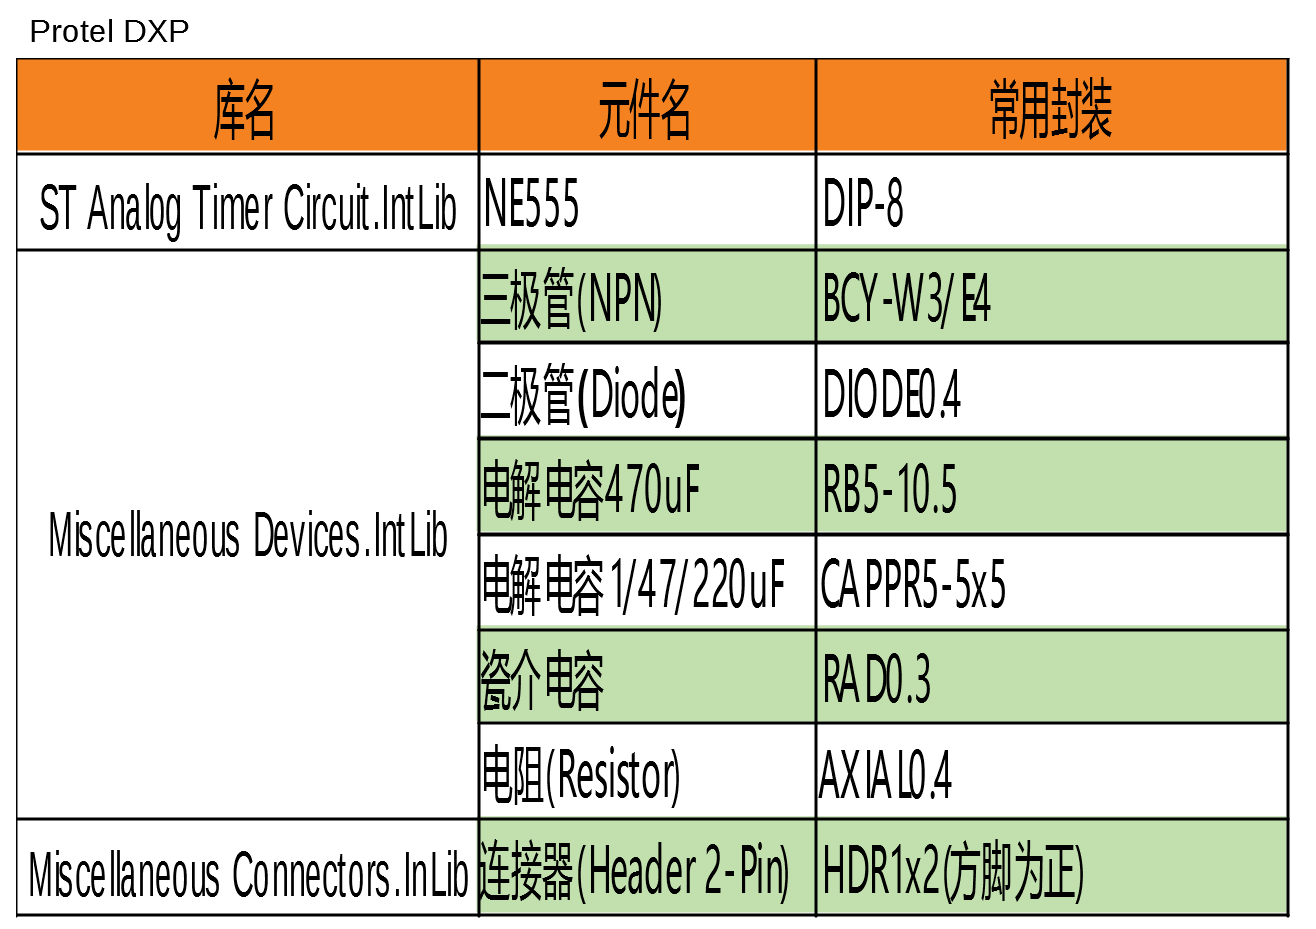 Protel DXP
库名 元件名 常用封装
ST Analog Timer Circuit.IntLib NE555 DIP-8
三极管(NPN) BCY-W3/E4
二极管(Diode) DIODE0.4
电解电容470uF RB5-10.5
Miscellaneous Devices.IntLib
电解电容1/47/220uF CAPPR5-5x5
瓷介电容 RAD0.3
电阻(Resistor) AXIAL0.4
Miscellaneous Connectors.InLib 连接器(Header 2-Pin) HDR1x2(方脚为正)